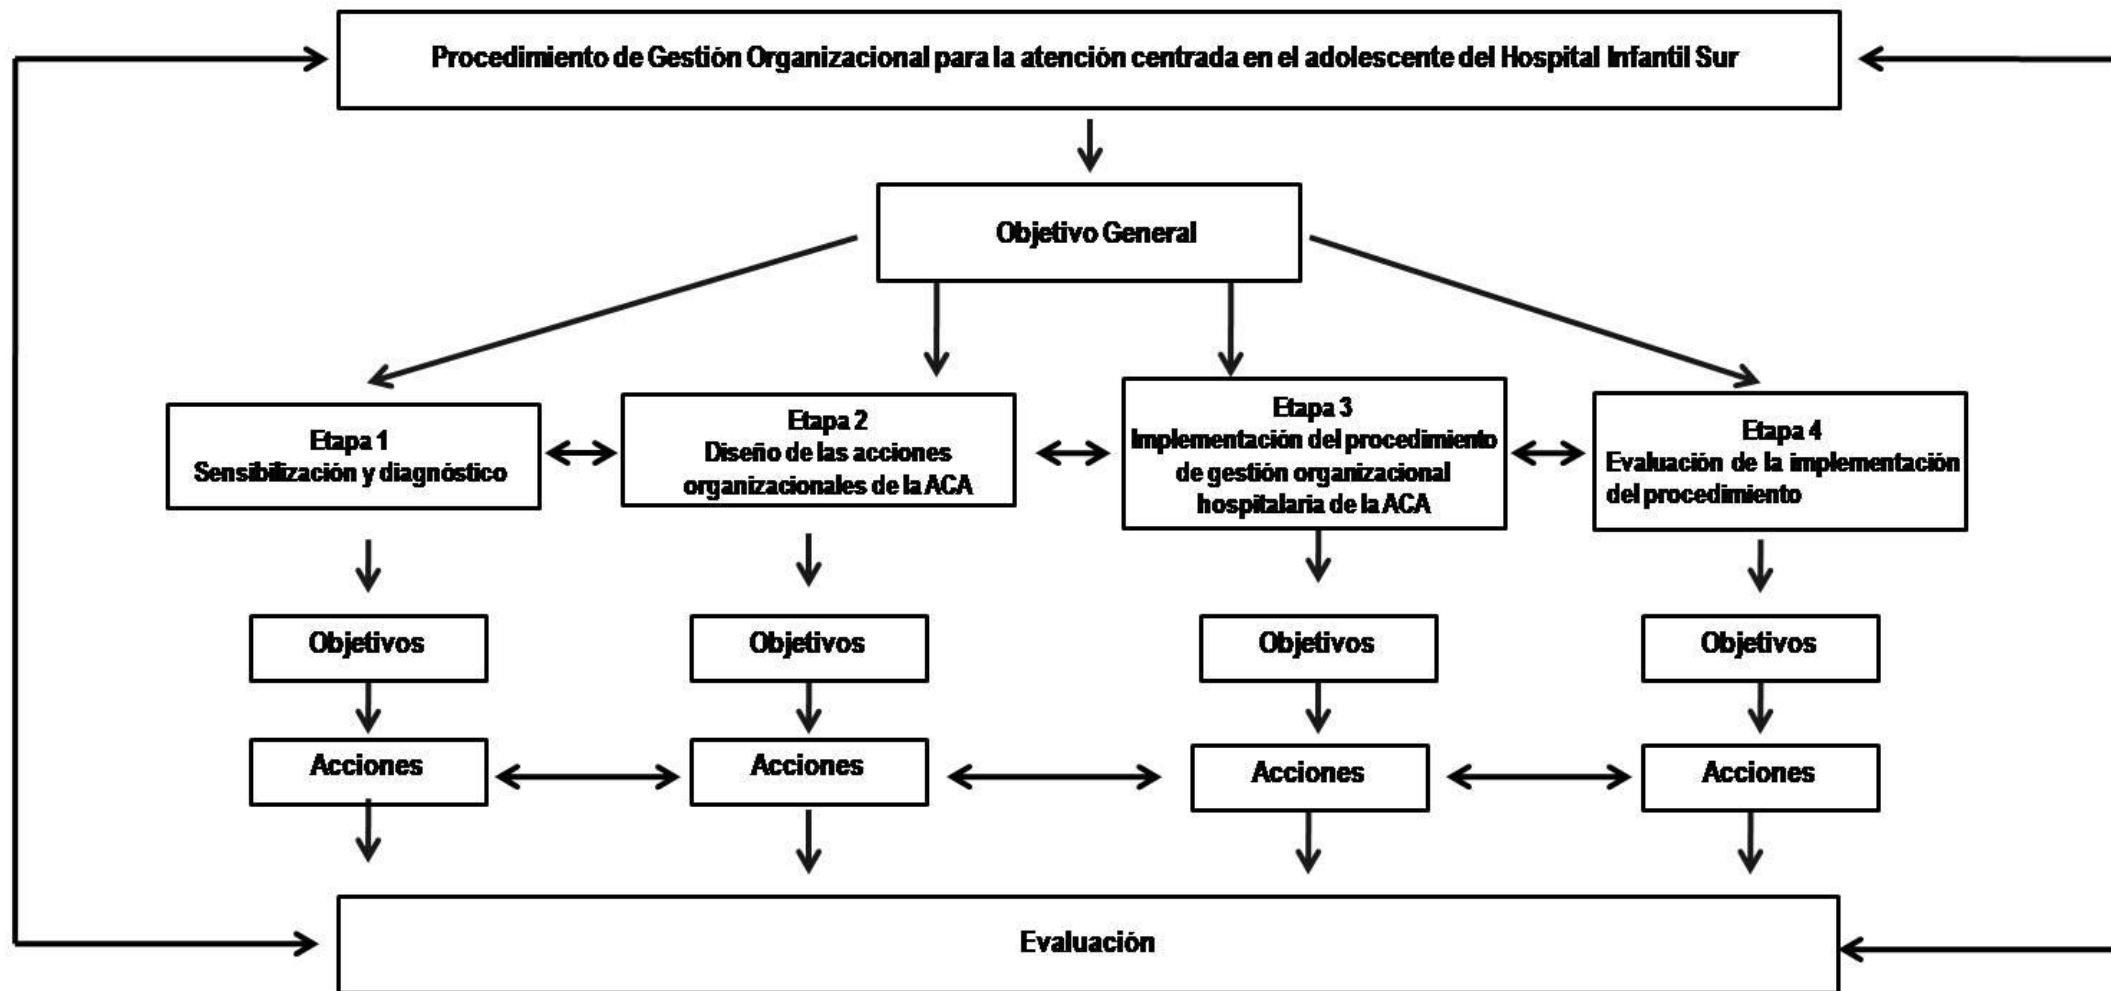 Procedimiento de Gestión Organizacional para la atención centrada en el adolescente del Hospital Infantil Sur
Objetivo General
Etapa 1
Sensibilización y diagnóstico
Etapa 2
Diseño de las acciones
organizacionales de la ACA
Etapa 3
Implementación del procedimiento
de gestión organizacional
hospitalaria de la ACA
Etapa 4
Evaluación de la implementación
del procedimiento
Objetivos
Objetivos
Objetivos
Objetivos
Acciones
Acciones
Acciones
Acciones
Evaluación